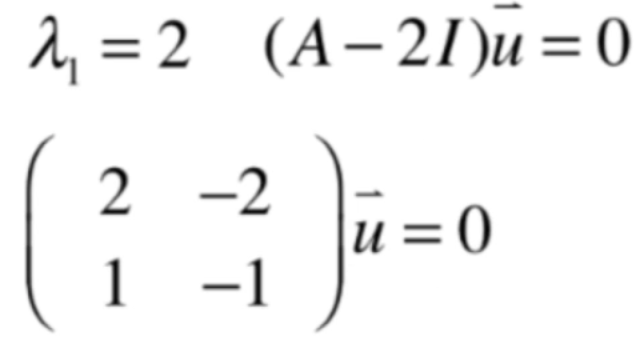 λ₁ = 2 (A − 2I)u⃗ = 0
( 2 −2 ) u⃗ = 0
( 1 −1 )